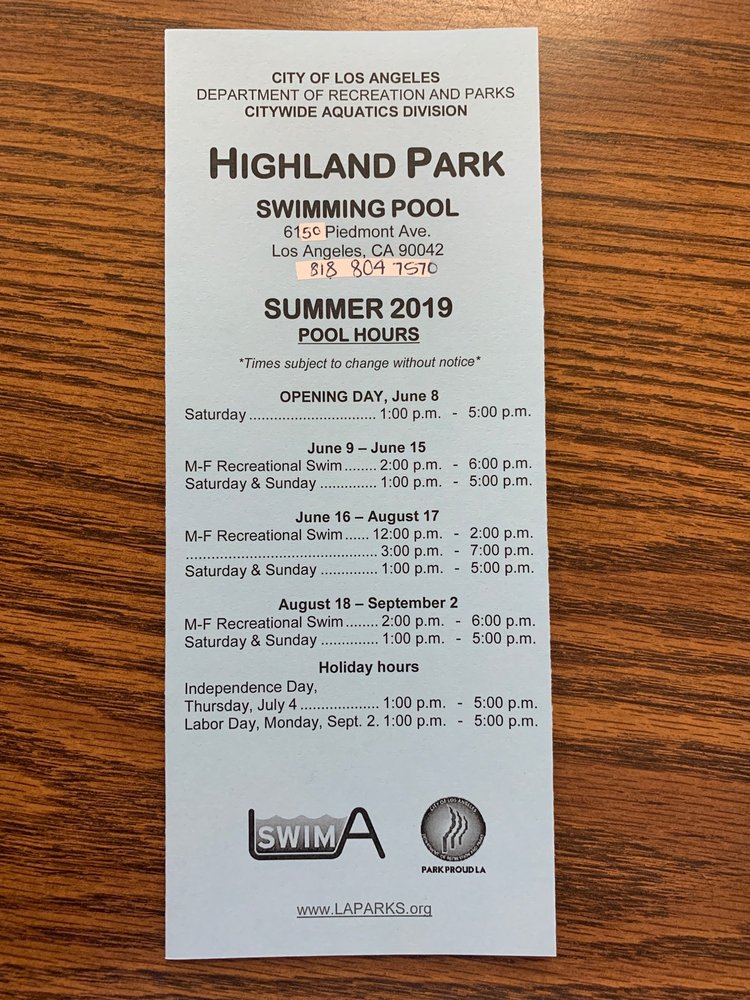 CITY OF LOS ANGELES
DEPARTMENT OF RECREATION AND PARKS
CITYWIDE AQUATICS DIVISION
HIGHLAND PARK
SWIMMING POOL
6150 Piedmont Ave.
Los Angeles, CA 90042
818 804 7570
SUMMER 2019
POOL HOURS
*Times subject to change without notice*
OPENING DAY, June 8
Saturday ............................... 1:00 p.m. - 5:00 p.m.
June 9 – June 15
M-F Recreational Swim ........ 2:00 p.m. - 6:00 p.m.
Saturday & Sunday .............. 1:00 p.m. - 5:00 p.m.
June 16 – August 17
M-F Recreational Swim ...... 12:00 p.m. - 2:00 p.m.
............................................... 3:00 p.m. - 7:00 p.m.
Saturday & Sunday .............. 1:00 p.m. - 5:00 p.m.
August 18 – September 2
M-F Recreational Swim ........ 2:00 p.m. - 6:00 p.m.
Saturday & Sunday .............. 1:00 p.m. - 5:00 p.m.
Holiday hours
Independence Day,
Thursday, July 4 ................... 1:00 p.m. - 5:00 p.m.
Labor Day, Monday, Sept. 2. 1:00 p.m. - 5:00 p.m.
LA SWIM
CITY OF LOS ANGELES
PARK PROUD LA
www.LAPARKS.org